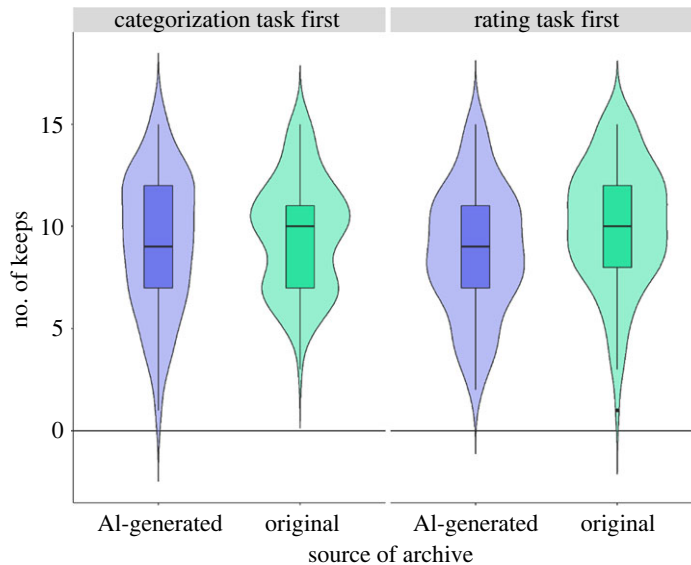 categorization task first
rating task first
no. of keeps
15
10
5
0
AI-generated
original
AI-generated
original
source of archive